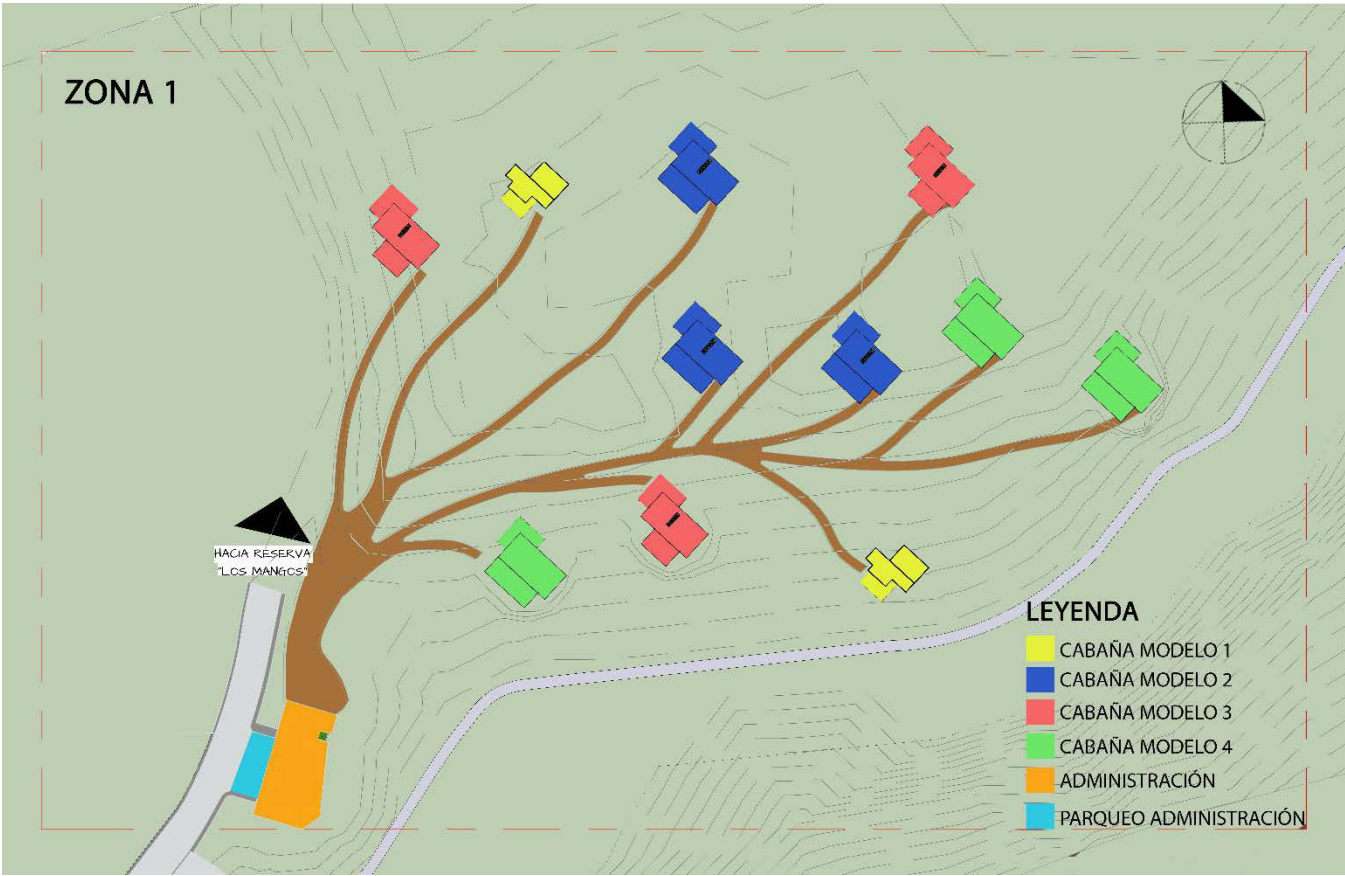 ZONA 1
HACIA RESERVA
"LOS MANGOS"
LEYENDA
CABAÑA MODELO 1
CABAÑA MODELO 2
CABAÑA MODELO 3
CABAÑA MODELO 4
ADMINISTRACIÓN
PARQUEO ADMINISTRACIÓN